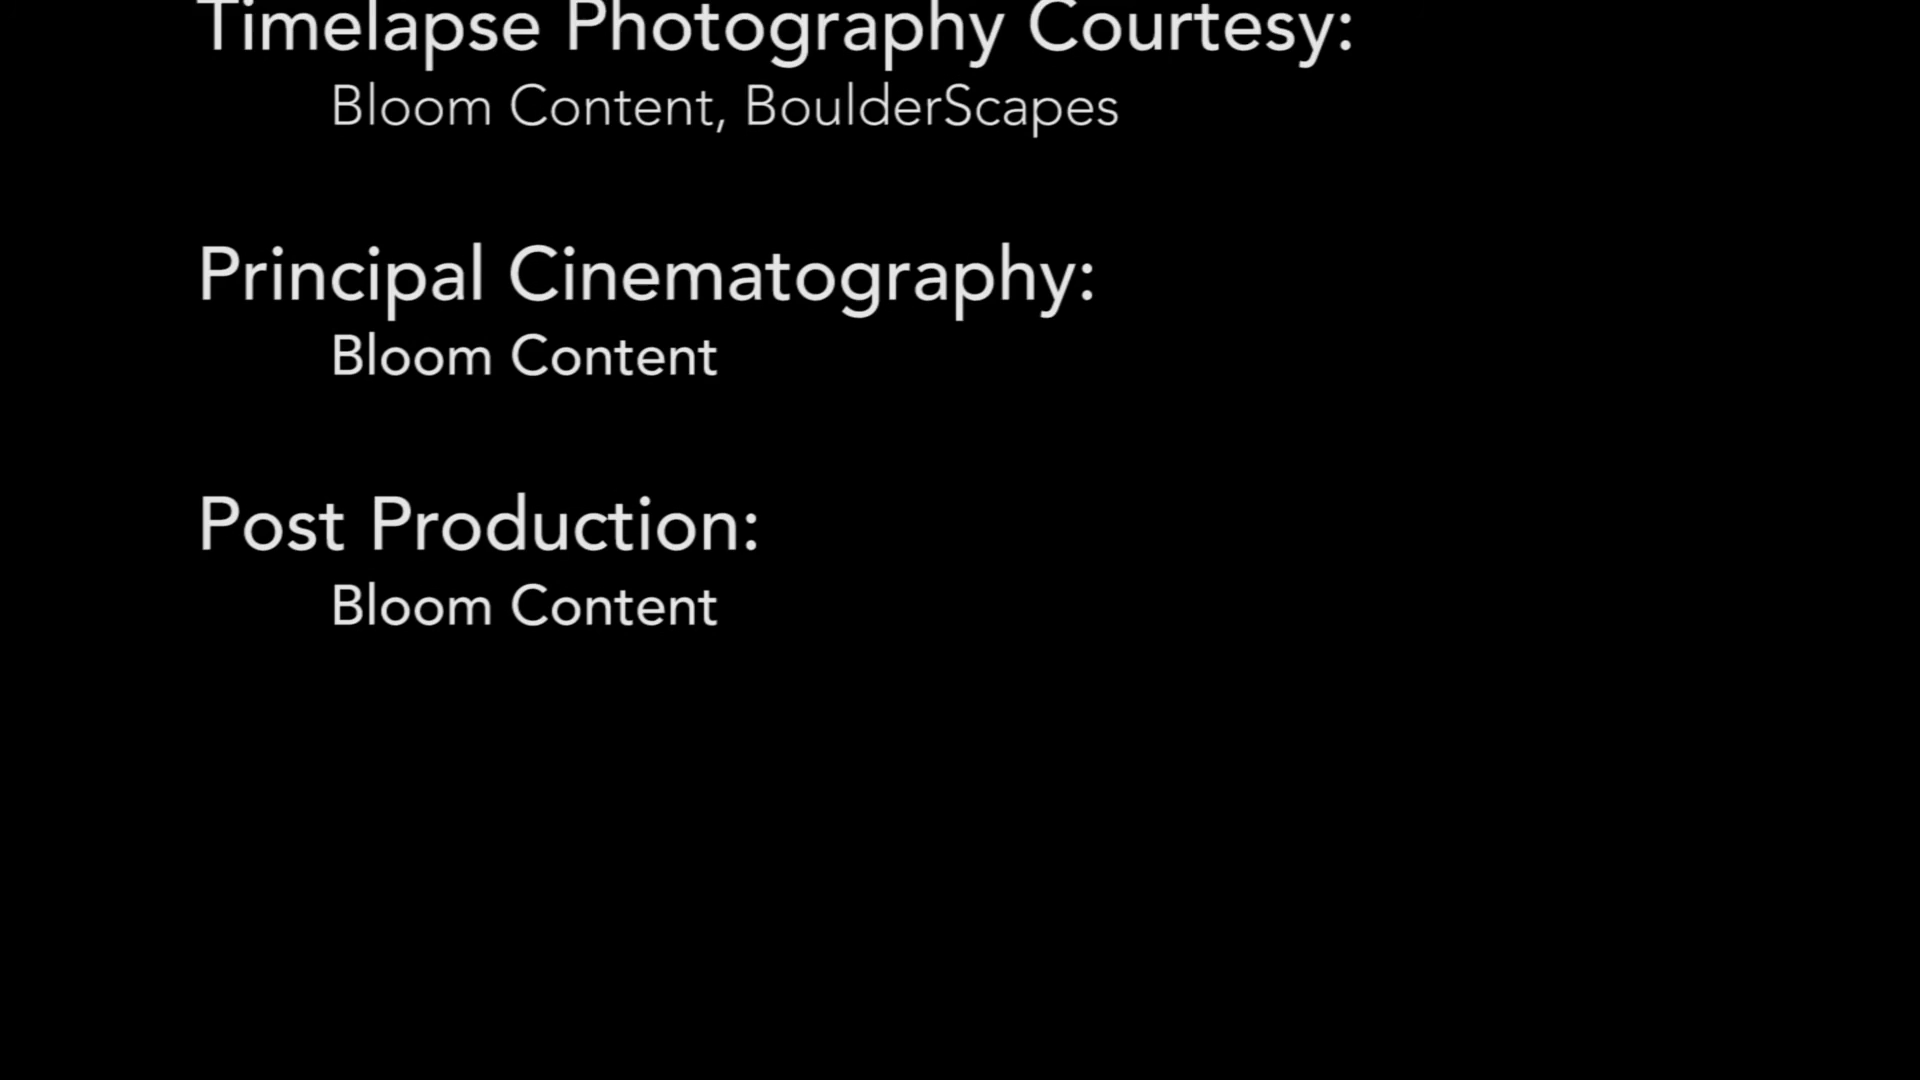 Timelapse Photography Courtesy:
Bloom Content, BoulderScapes
Principal Cinematography:
Bloom Content
Post Production:
Bloom Content